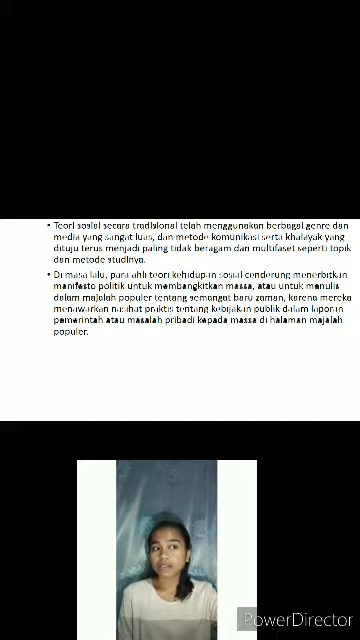 • Teori sosial secara tradisional telah menggunakan berbagai genre dan
media yang sangat luas, dan metode komunikasi serta khalayak yang
dituju terus menjadi paling tidak beragam dan multifaset seperti topik
dan metode studinya.
• Di masa lalu, para ahli teori kehidupan sosial cenderung menerbitkan
manifesto politik untuk membangkitkan massa, atau untuk menulis
dalam majalah populer tentang semangat baru zaman, karena mereka
menawarkan nasihat praktis tentang kebijakan publik dalam laporan
pemerintah atau masalah pribadi kepada massa di halaman majalah
populer.
PowerDirector